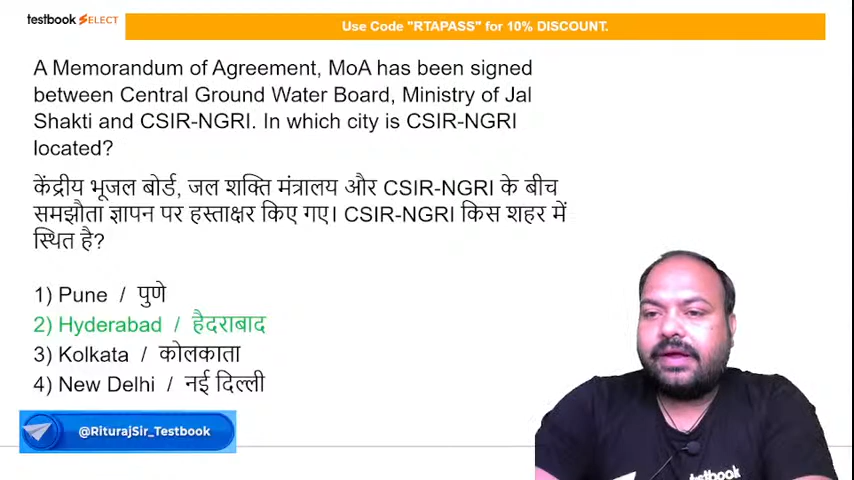 testbook SELECT
Use Code "RTAPASS" for 10% DISCOUNT.
A Memorandum of Agreement, MoA has been signed
between Central Ground Water Board, Ministry of Jal
Shakti and CSIR-NGRI. In which city is CSIR-NGRI
located?
केंद्रीय भूजल बोर्ड, जल शक्ति मंत्रालय और CSIR-NGRI के बीच
समझौता ज्ञापन पर हस्ताक्षर किए गए। CSIR-NGRI किस शहर में
स्थित है?
1) Pune / पुणे
2) Hyderabad / हैदराबाद
3) Kolkata / कोलकाता
4) New Delhi / नई दिल्ली
@RiturajSir_Testbook
testbook